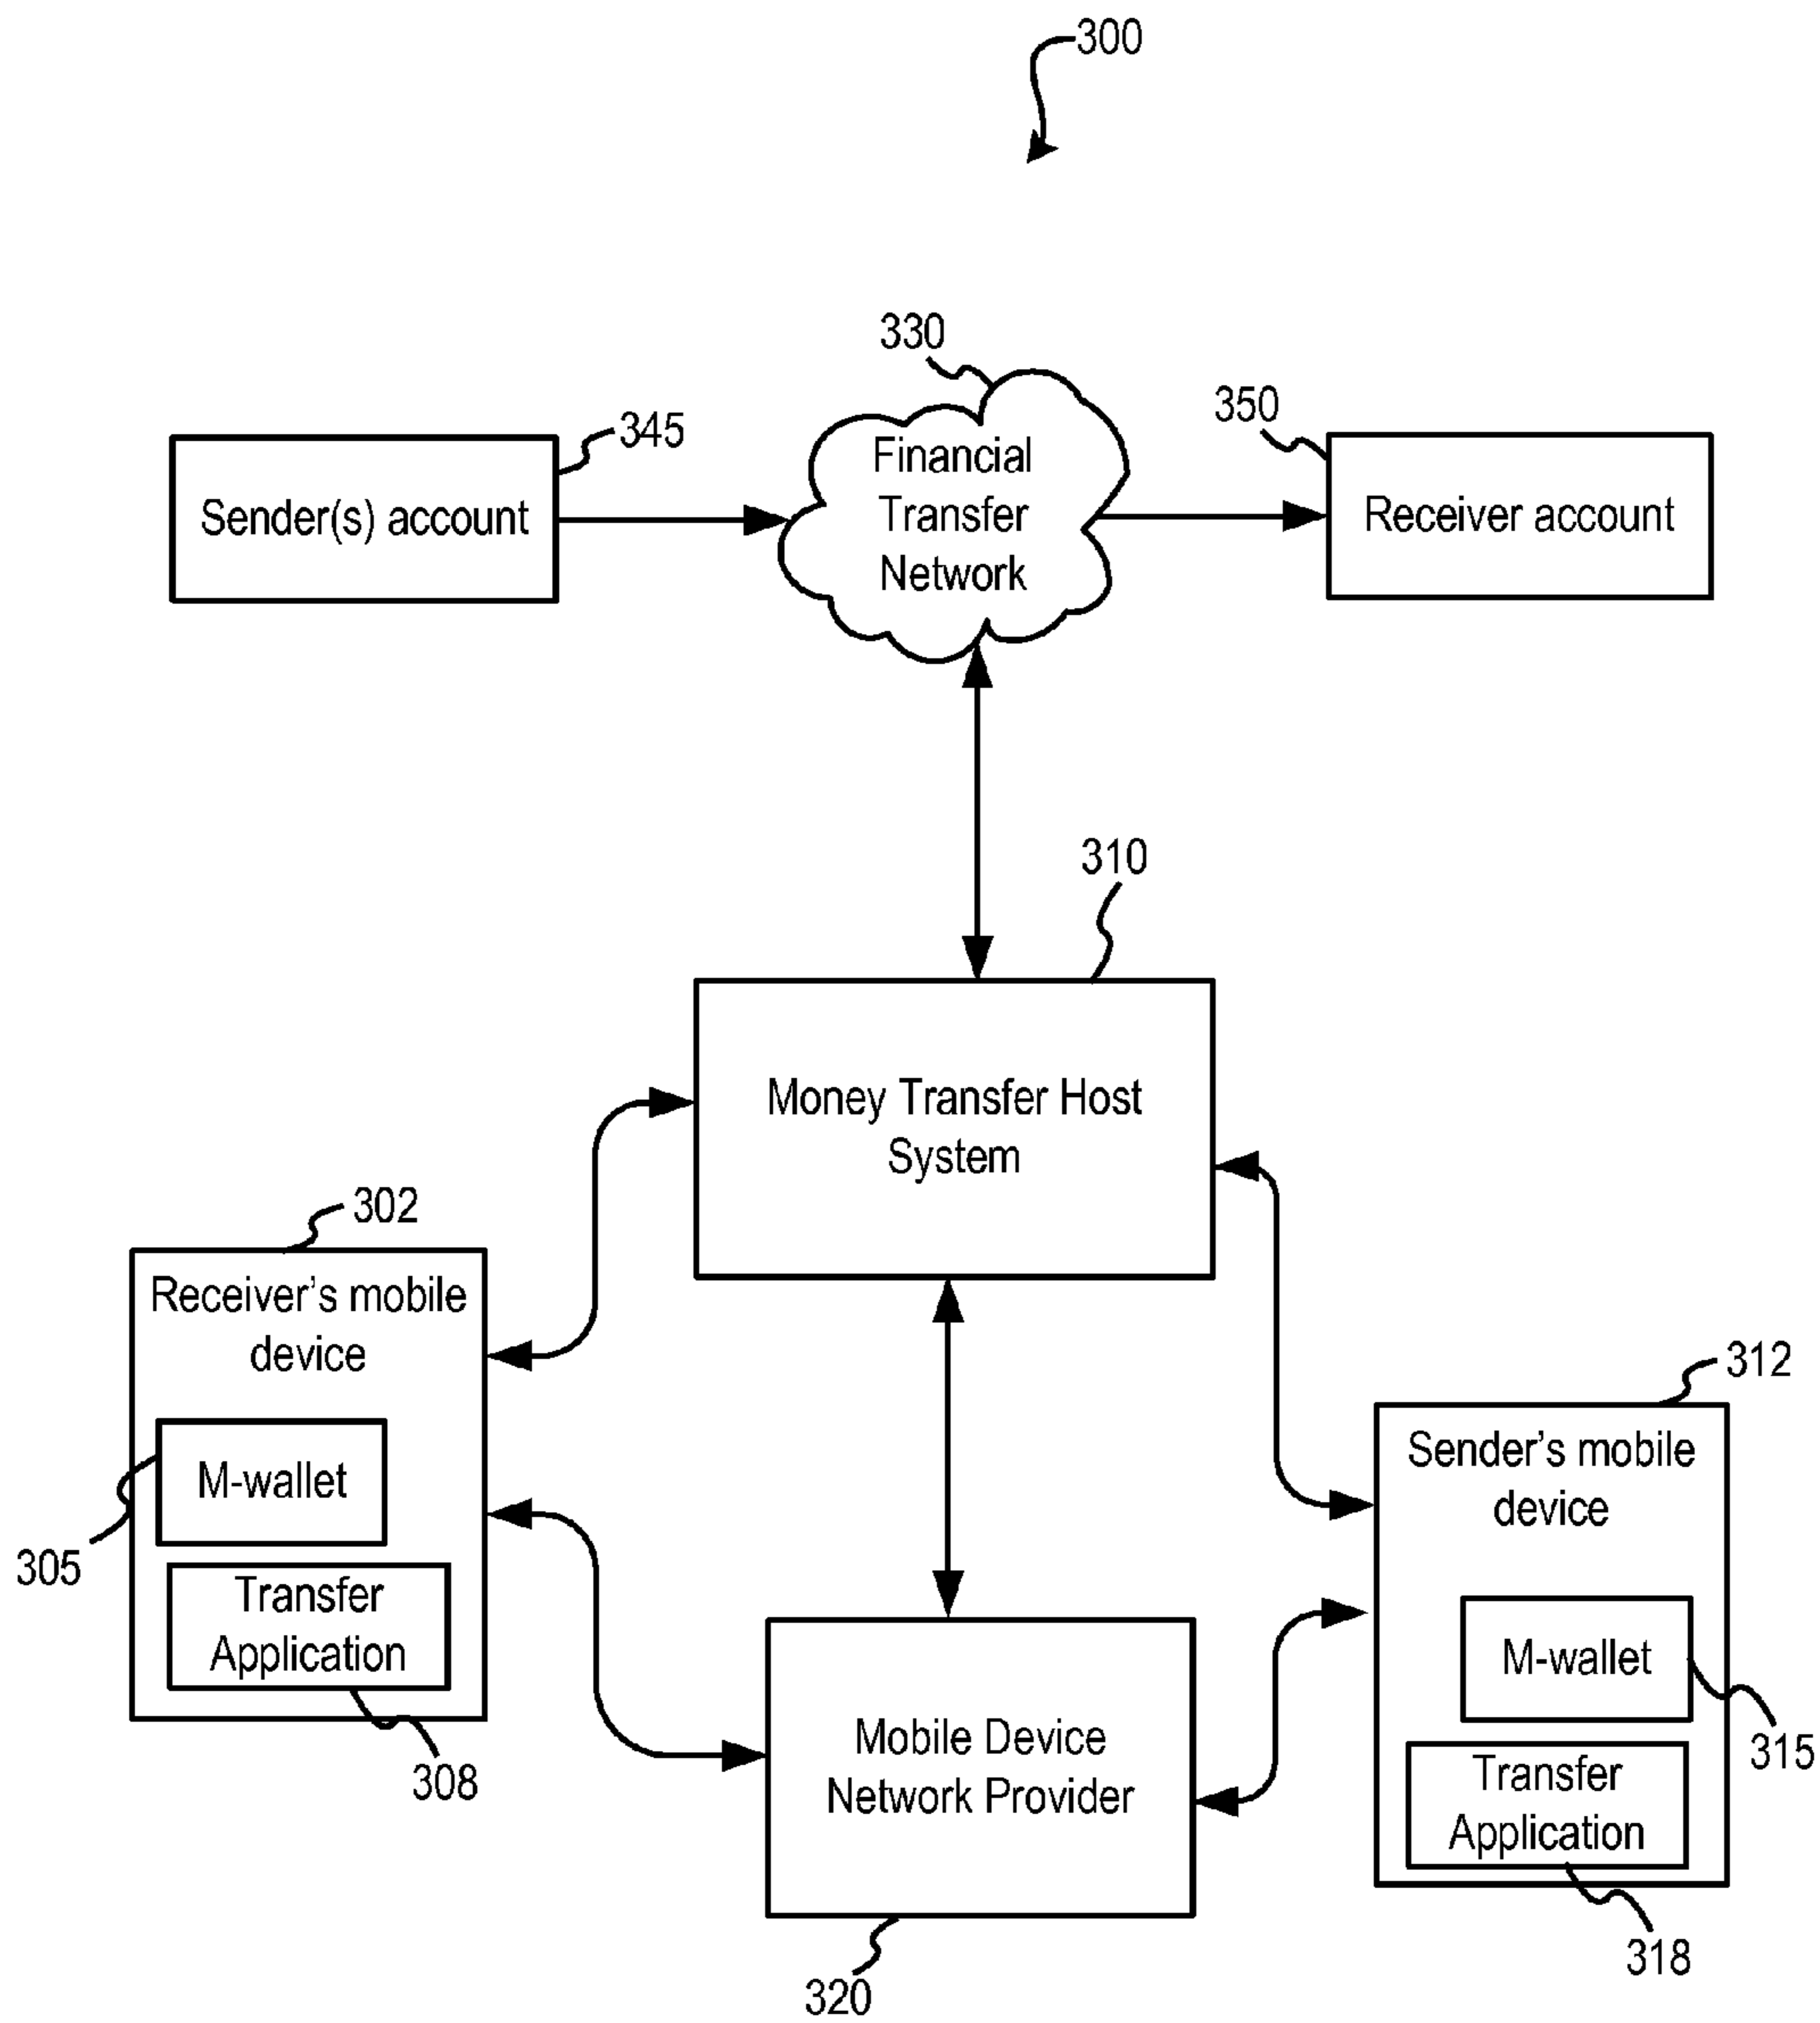 300
330
345
350
Financial
Transfer
Network
Sender(s) account
Receiver account
310
Money Transfer Host
System
302
Receiver's mobile
device
312
Sender's mobile
device
M-wallet
305
Transfer
Application
308
M-wallet
315
Mobile Device
Network Provider
Transfer
Application
318
320